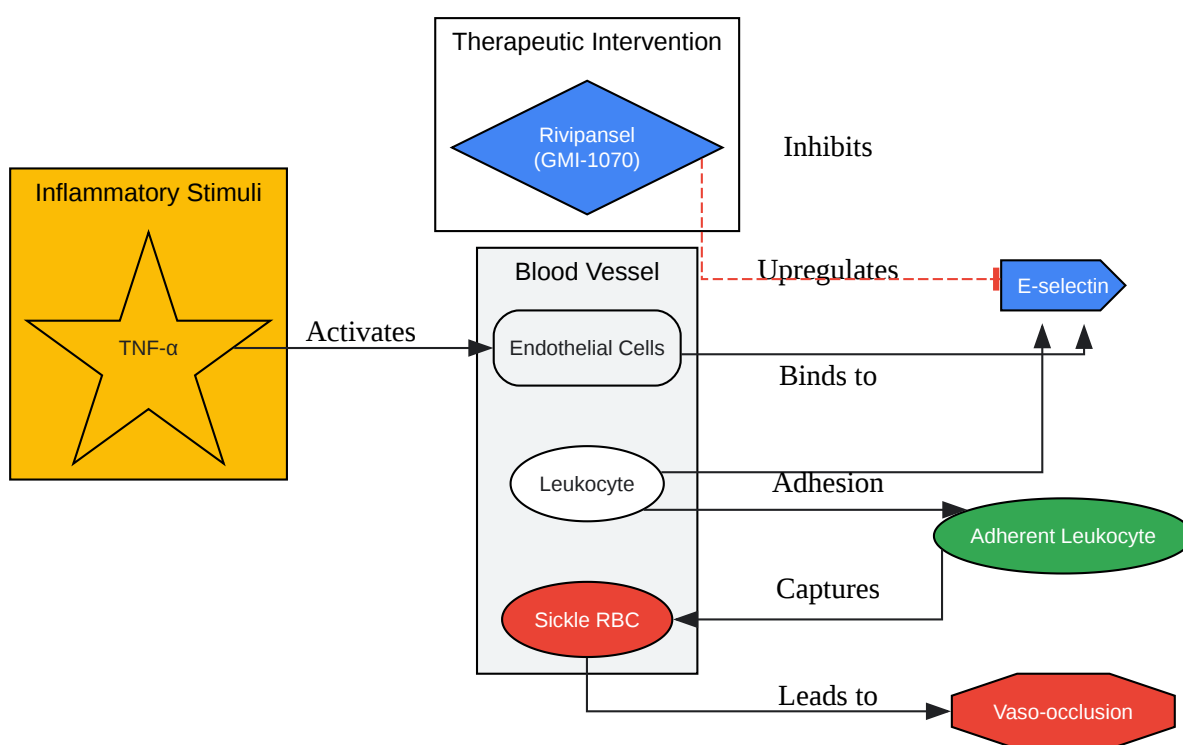 Therapeutic Intervention
Rivipansel
(GMI-1070)
Inhibits
Inflammatory Stimuli
TNF-α
Activates
Blood Vessel
Upregulates
E-selectin
Endothelial Cells
Binds to
Leukocyte
Adhesion
Adherent Leukocyte
Captures
Sickle RBC
Leads to
Vaso-occlusion